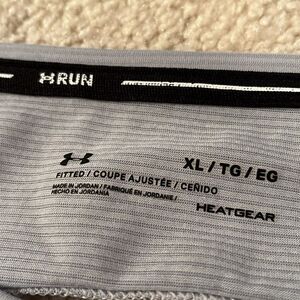 RUN
XL / TG / EG
FITTED / COUPE AJUSTÉE / CEÑIDO
MADE IN JORDAN / FABRIQUÉ EN JORDANIE /
HECHO EN JORDANIA
HEATGEAR